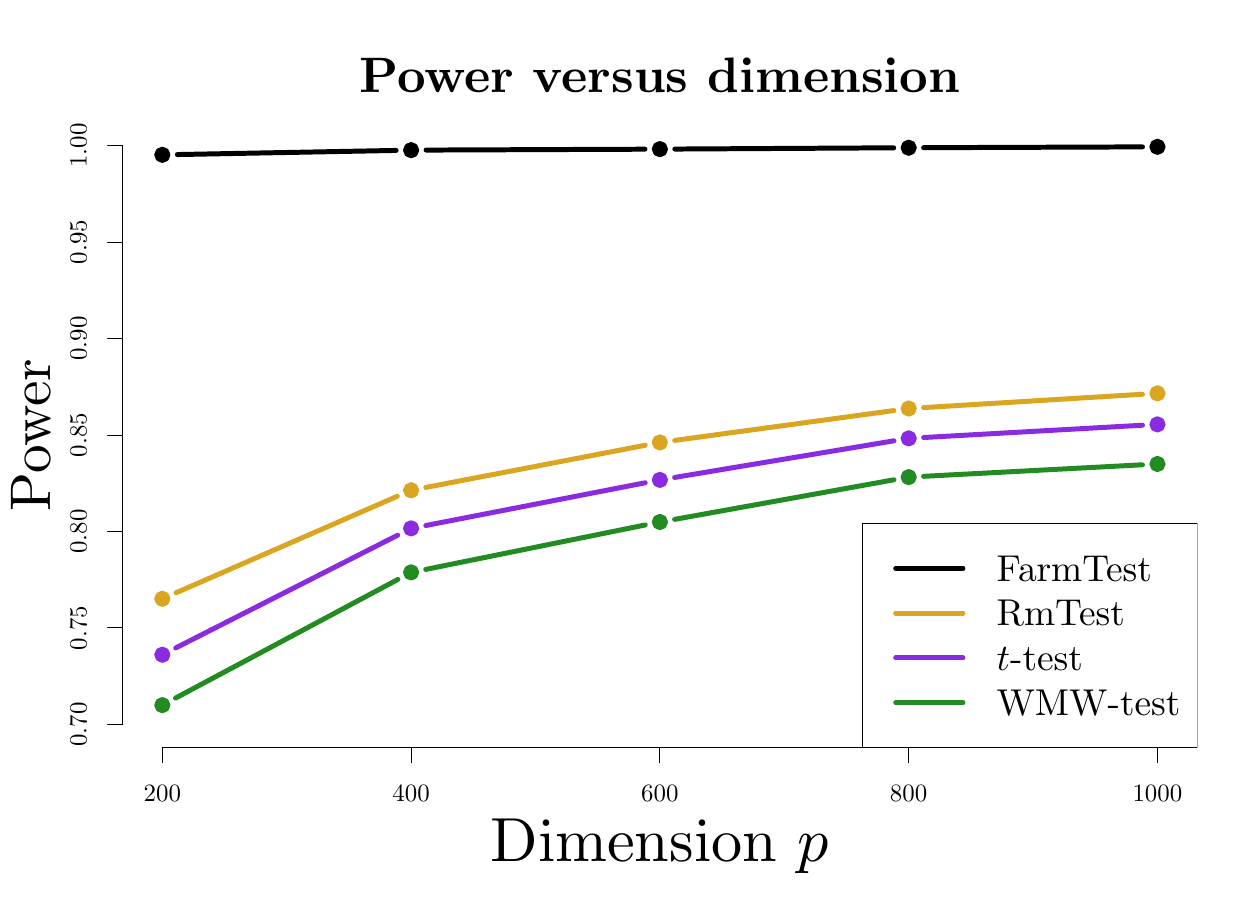 Power versus dimension
Power
1.00
0.95
0.90
0.85
0.80
0.75
0.70
FarmTest
RmTest
t-test
WMW-test
200 400 600 800 1000
Dimension p